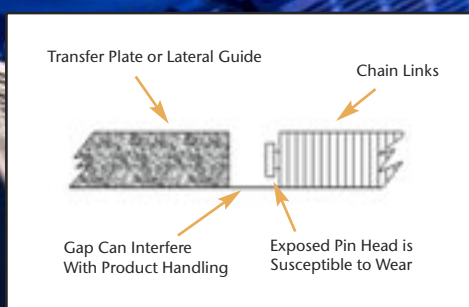 Transfer Plate or Lateral Guide
Chain Links
Gap Can Interfere
With Product Handling
Exposed Pin Head is
Susceptible to Wear